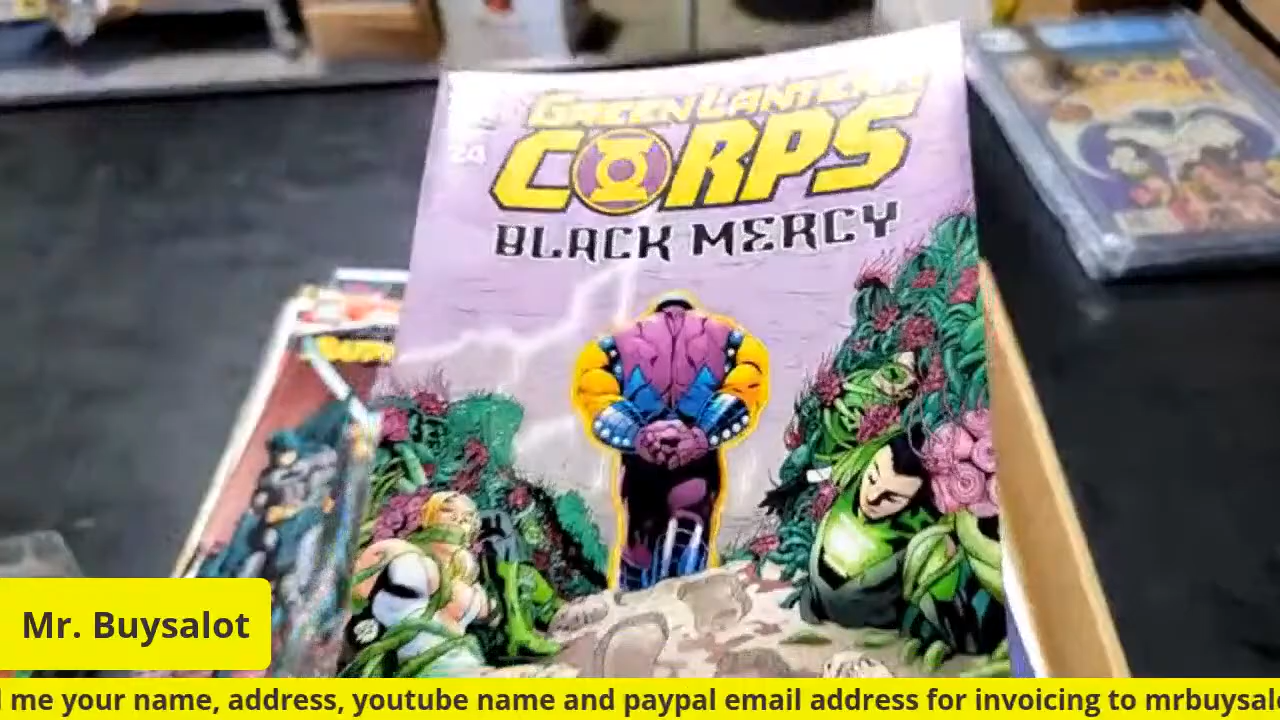 24
GREEN LANTERN
CORPS
BLACK MERCY
Mr. Buysalot
me your name, address, youtube name and paypal email address for invoicing to mrbuysal